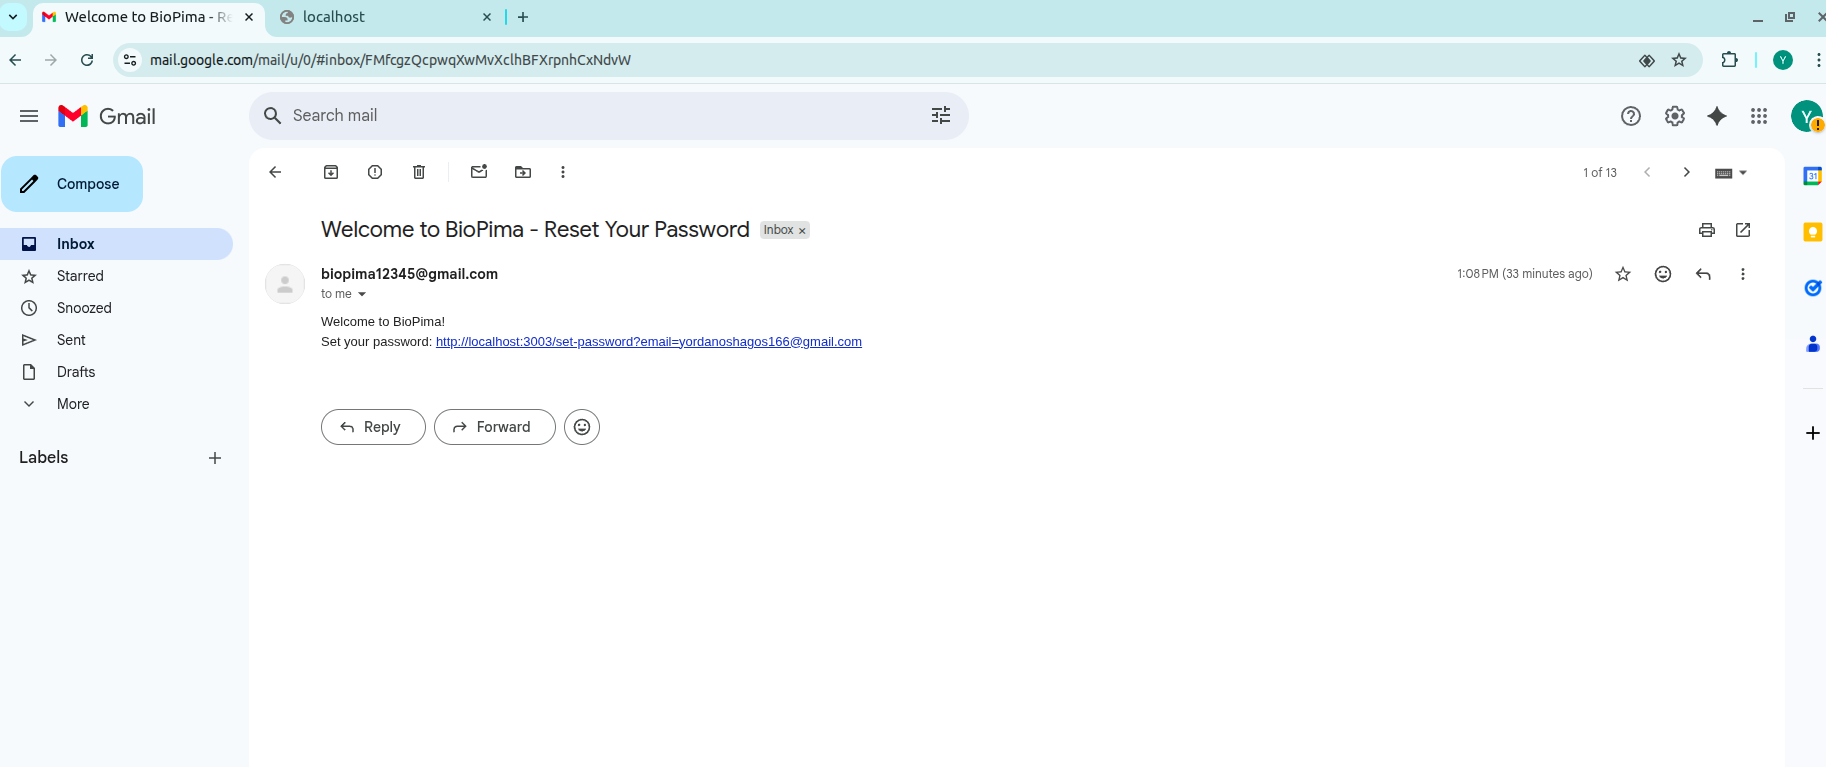 Welcome to BioPima - Re
localhost
mail.google.com/mail/u/0/#inbox/FMfcgzQcpwqXwMvXclhBFXrpnhCxNdvW
Y
Gmail
Search mail
Y
Compose
1 of 13
31
Welcome to BioPima - Reset Your Password
Inbox ×
Inbox
Starred
Snoozed
Sent
Drafts
More
Labels
biopima12345@gmail.com
1:08 PM (33 minutes ago)
to me
Welcome to BioPima!
Set your password: http://localhost:3003/set-password?email=yordanoshagos166@gmail.com
Reply
Forward